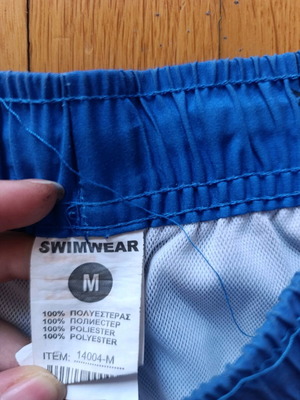 SWIMWEAR
M
100% ΠΟΛΥΕΣΤΕΡΑΣ
100% ПОЛИЕСТЕР
100% POLIESTER
100% POLYESTER
ITEM: 14004-M